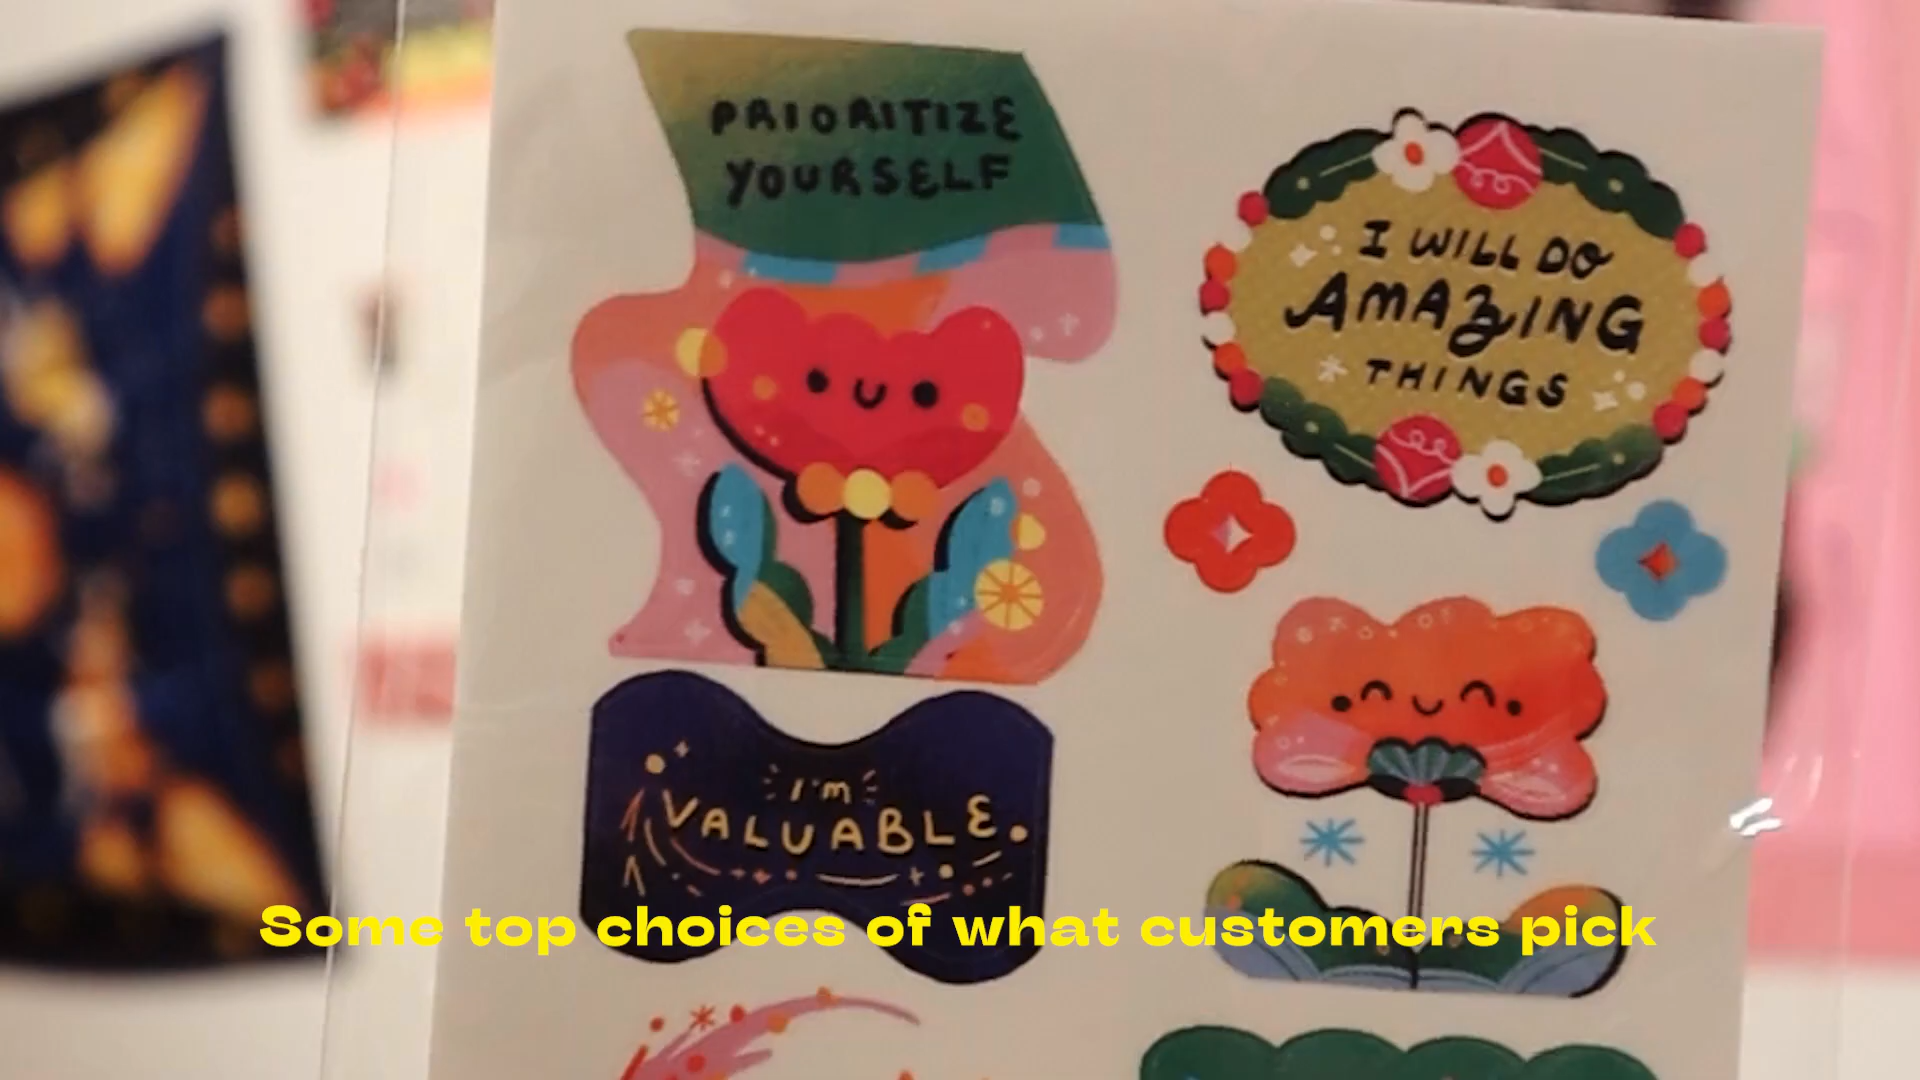 PRIORITIZE
YOURSELF
I WILL DO
AMAZING
THINGS
I'm
VALUABLE
Some top choices of what customers pick